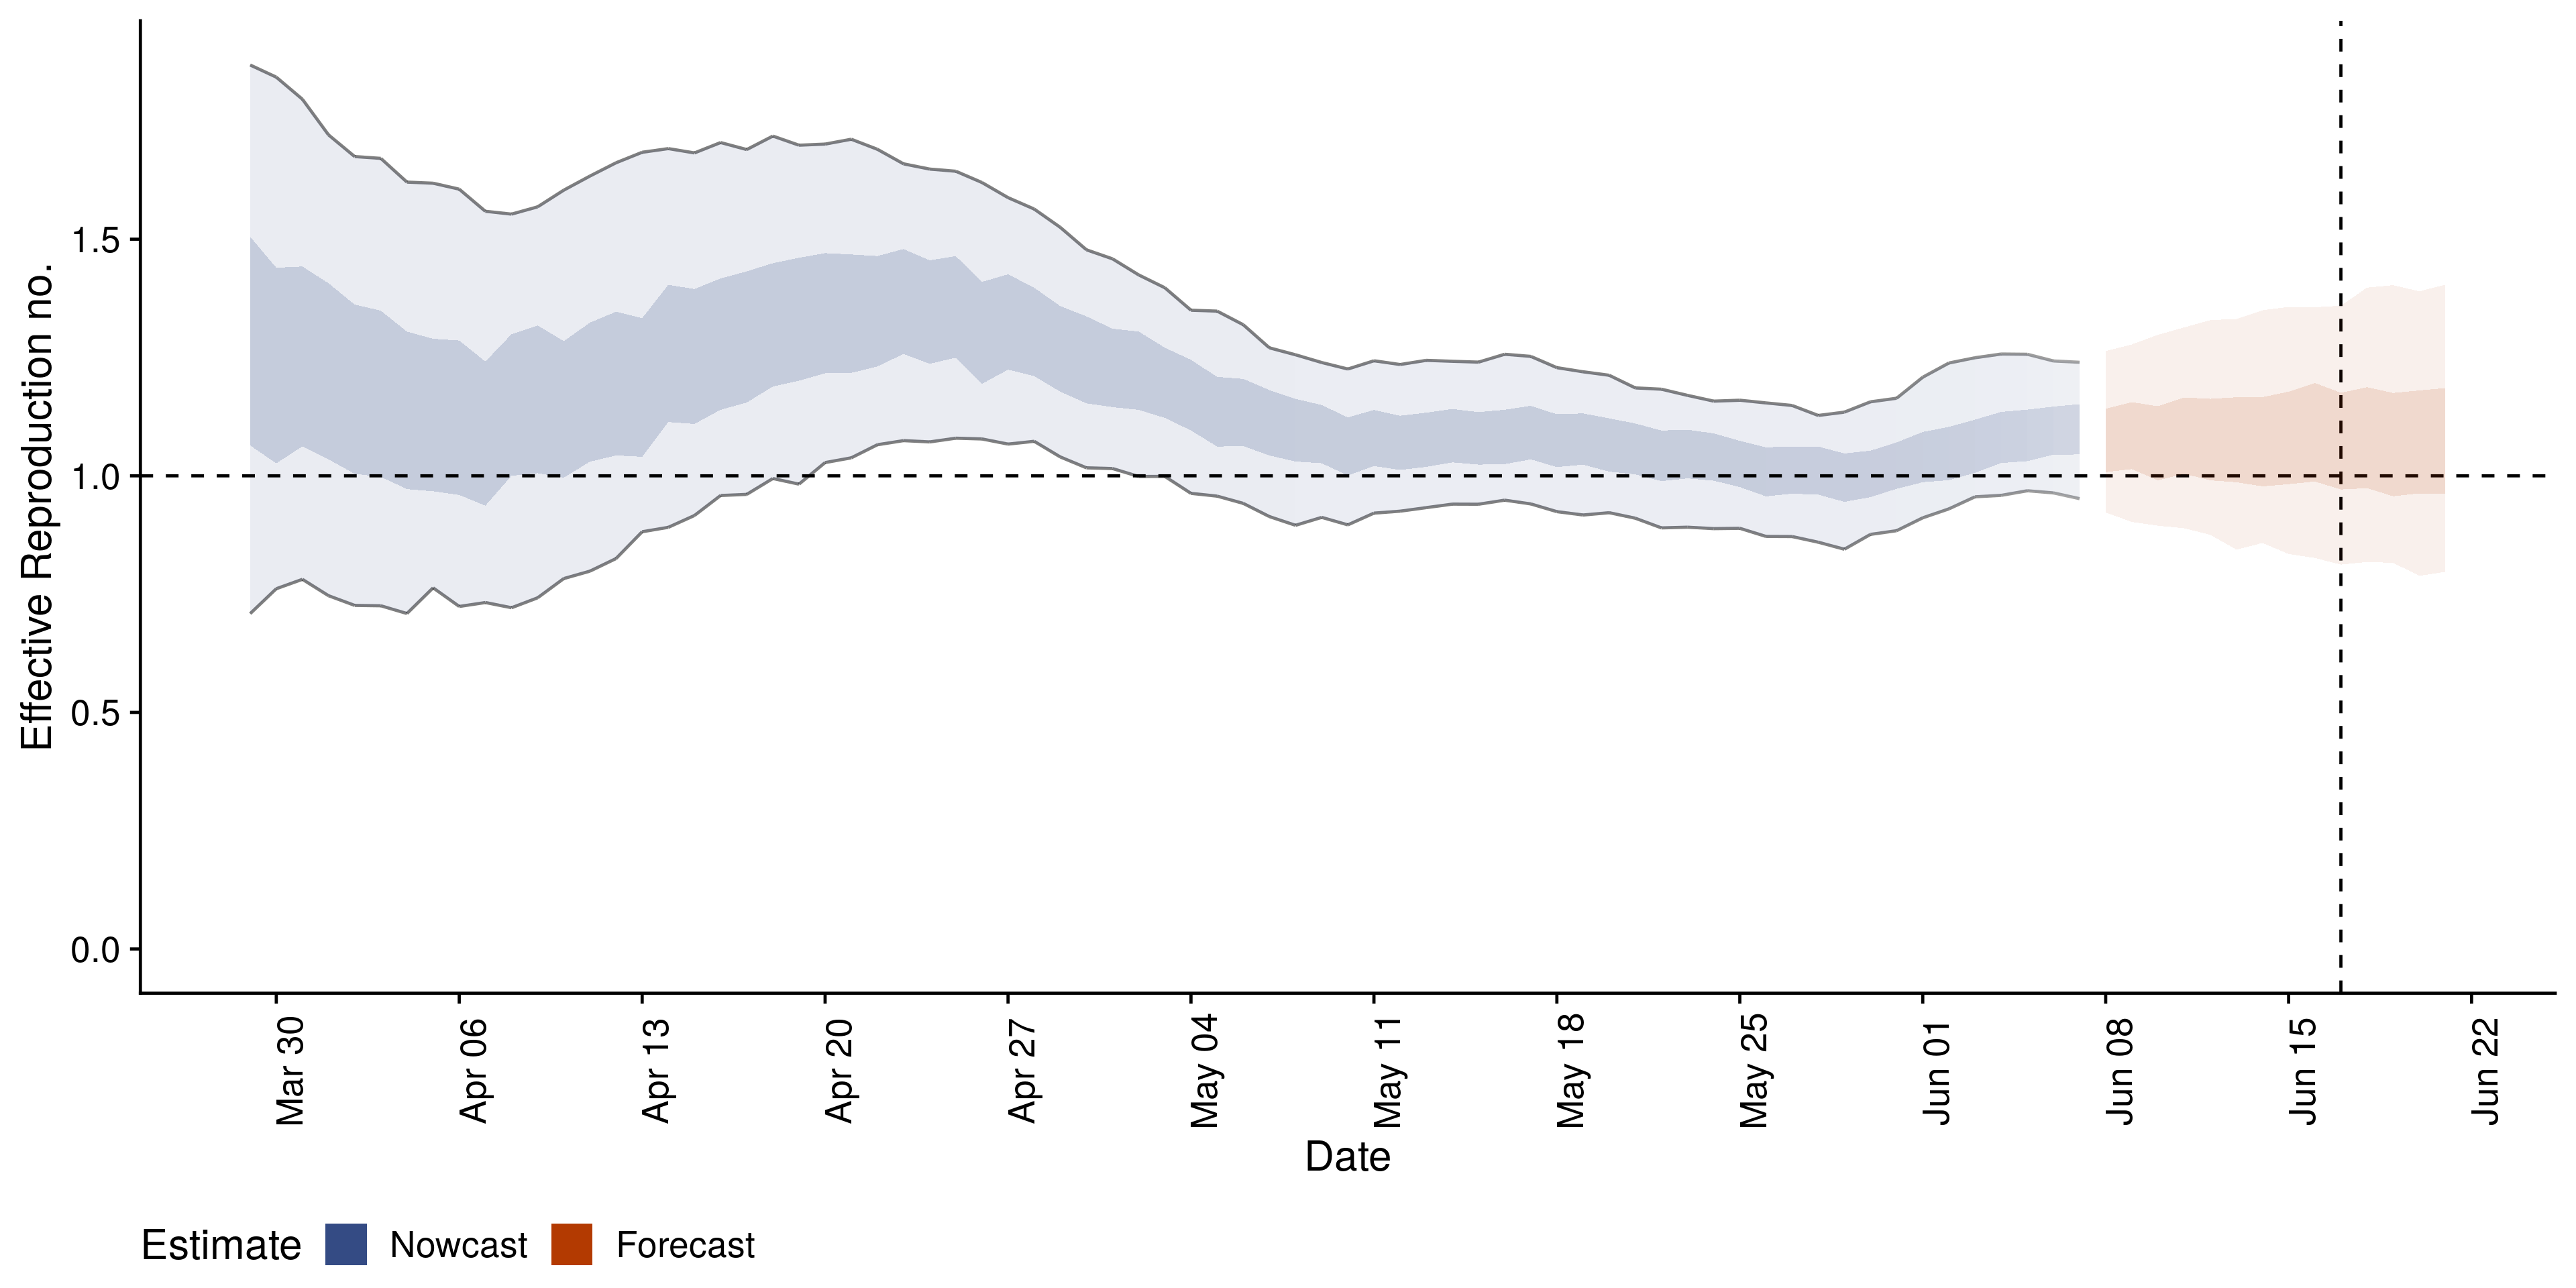 Effective Reproduction no.
1.5
1.0
0.5
0.0
Mar 30
Apr 06
Apr 13
Apr 20
Apr 27
May 04
May 11
May 18
May 25
Jun 01
Jun 08
Jun 15
Jun 22
Date
Estimate Nowcast Forecast